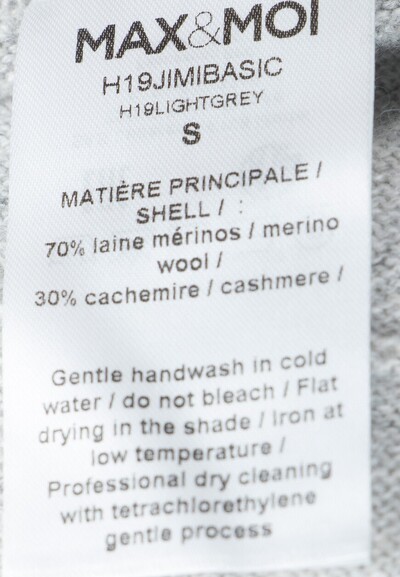 MAX&MOI
H19JIMIBASIC
H19LIGHTGREY
S
MATIÈRE PRINCIPALE /
SHELL / :
70% laine mérinos / merino
wool /
30% cachemire / cashmere /
Gentle handwash in cold
water / do not bleach / Flat
drying in the shade / Iron at
low temperature /
Professional dry cleaning
with tetrachlorethylene
gentle process